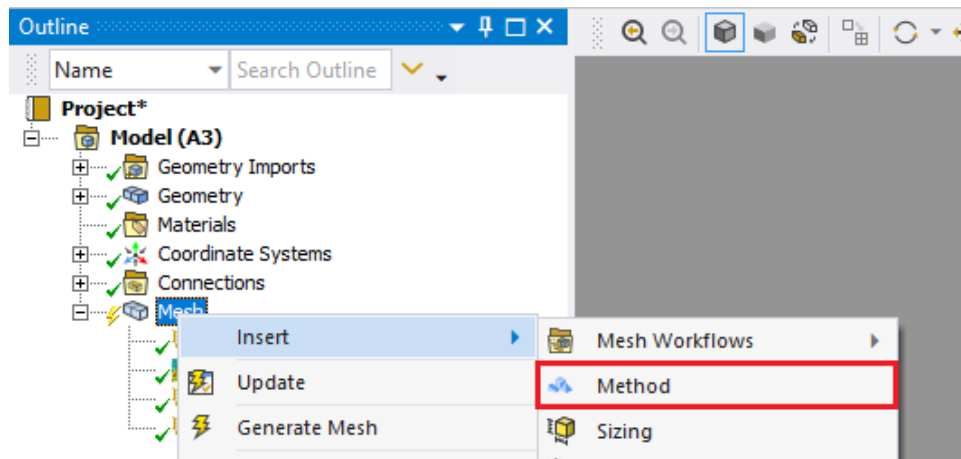 Outline
Name
Search Outline
Project*
Model (A3)
Geometry Imports
Geometry
Materials
Coordinate Systems
Connections
Mesh
Insert
Mesh Workflows
Update
Method
Generate Mesh
Sizing